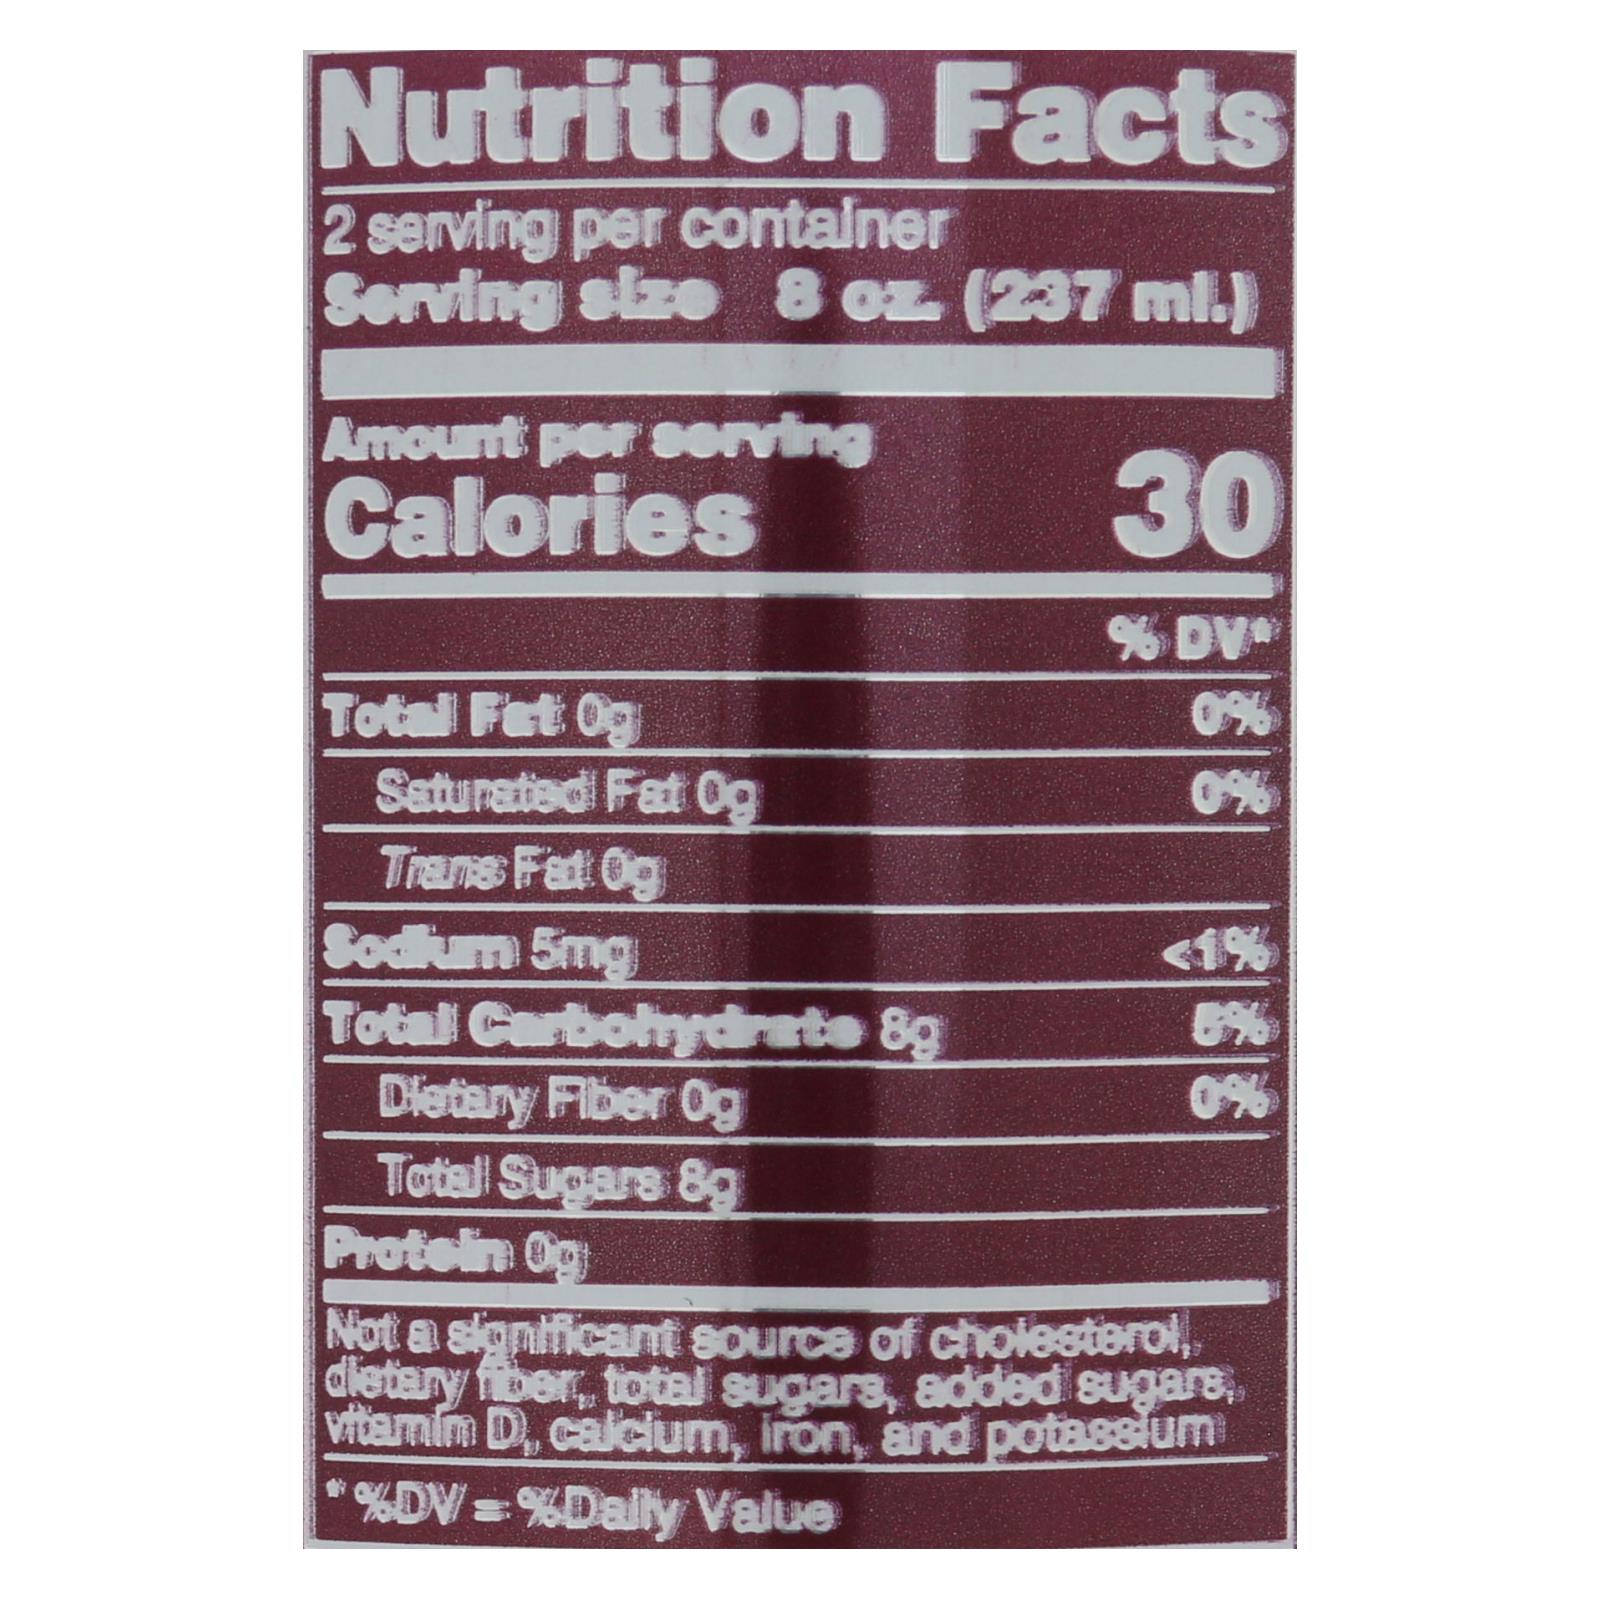 Nutrition Facts
2 serving per container
Serving size 8 oz. (237 ml.)
Amount per serving
Calories 30
% DV*
Total Fat 0g 0%
Saturated Fat 0g 0%
Trans Fat 0g
Sodium 5mg <1%
Total Carbohydrate 8g 5%
Dietary Fiber 0g 0%
Total Sugars 8g
Protein 0g
Not a significant source of cholesterol,
dietary fiber, total sugars, added sugars,
vitamin D, calcium, iron, and potassium
* %DV = %Daily Value